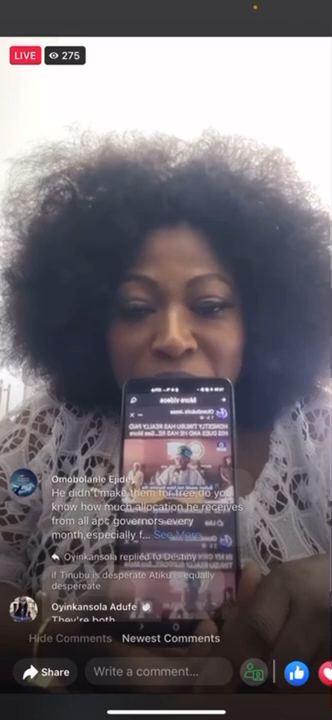 LIVE 275
More videos
HONESTLY TINUBU HAS REALLY PAID
HIS DUES AND HE HAS RE... See More
Omobolanle Ejide
He didn't make them for free,do you
know how much allocation he receives
from all apc governors every
month,especially f... See More
Oyinkansola replied to Destiny
if Tinubu is desperate Atiku is equally
despereate
Oyinkansola Adufe
They're both
Hide Comments Newest Comments
Share Write a comment...